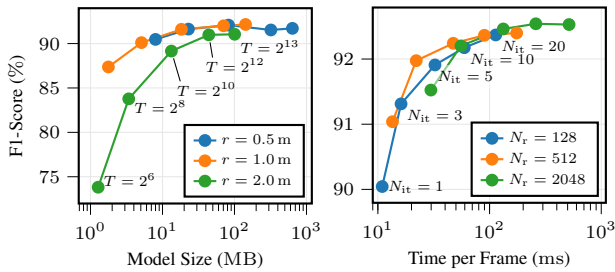 F1-Score (%)
90
85
80
75
T = 2^13
T = 2^12
T = 2^10
T = 2^8
T = 2^6
r = 0.5 m
r = 1.0 m
r = 2.0 m
10^0 10^1 10^2 10^3
Model Size (MB)
92
91
90
N_it = 20
N_it = 10
N_it = 5
N_it = 3
N_it = 1
N_r = 128
N_r = 512
N_r = 2048
10^1 10^2 10^3
Time per Frame (ms)